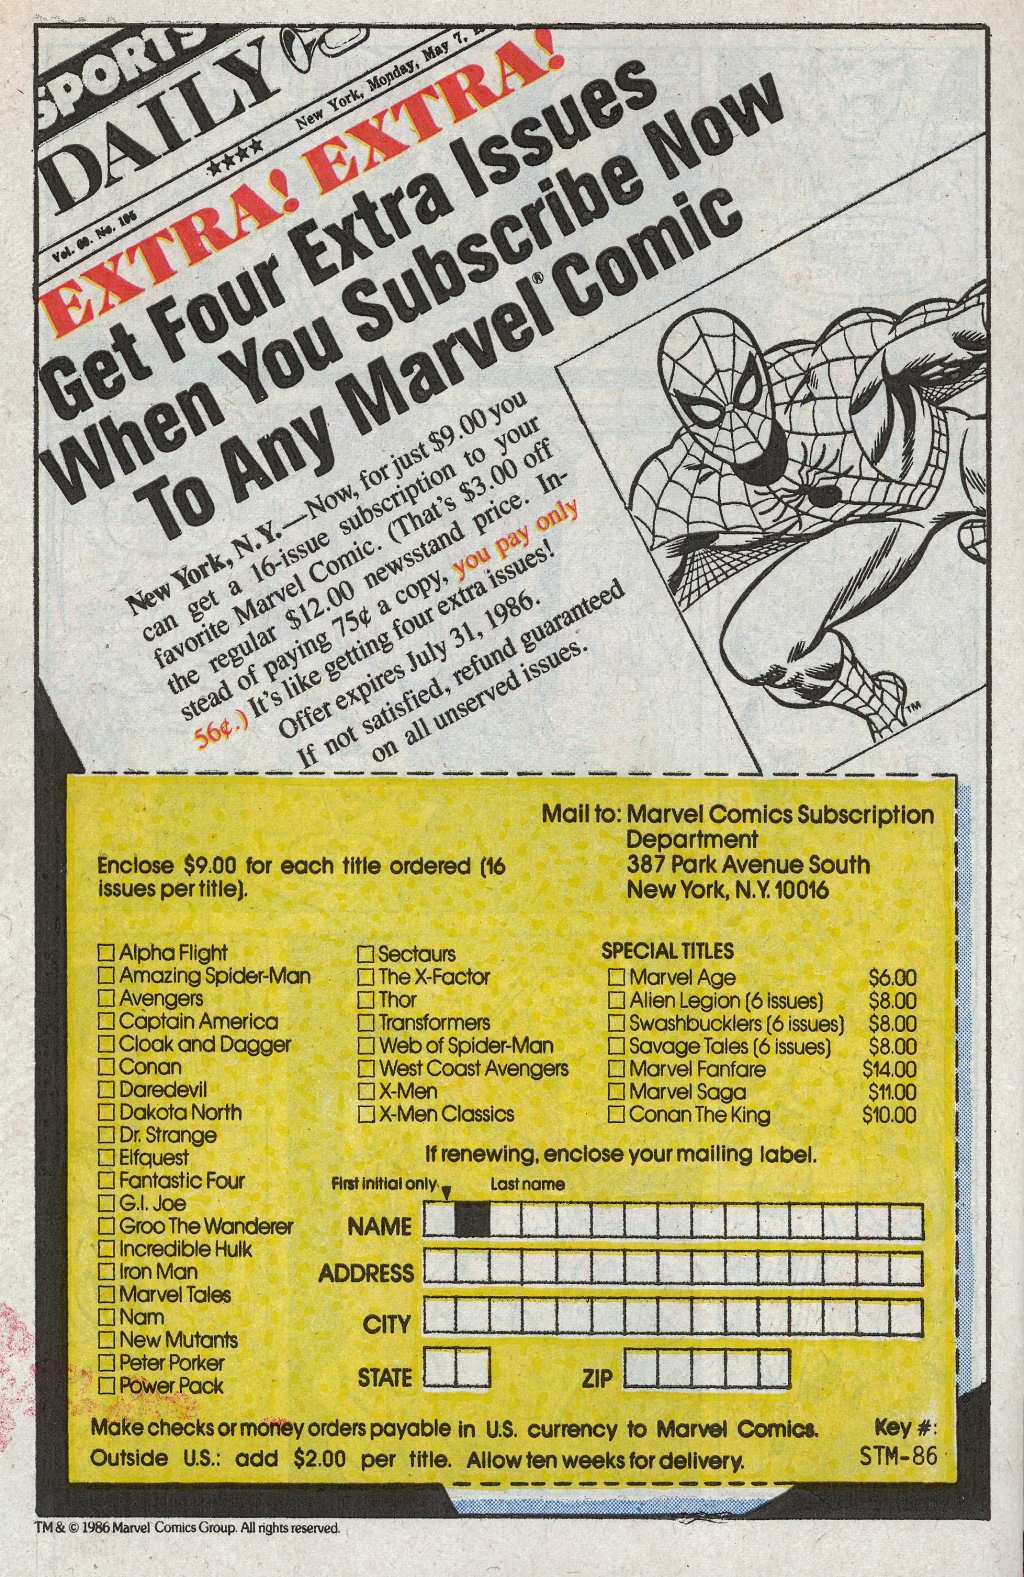 SPORTS
DAILY
★★★★
New York, Monday, May 7,
Vol. 60. No. 106
EXTRA! EXTRA!
Get Four Extra Issues
When You Subscribe Now
To Any Marvel® Comic
New York, N.Y.—Now, for just $9.00 you
can get a 16-issue subscription to your
favorite Marvel Comic. (That's $3.00 off
the regular $12.00 newsstand price. In-
stead of paying 75¢ a copy, you pay only
56¢.) It's like getting four extra issues!
Offer expires July 31, 1986.
If not satisfied, refund guaranteed
on all unserved issues.
TM
Mail to: Marvel Comics Subscription
Department
387 Park Avenue South
New York, N.Y. 10016
Enclose $9.00 for each title ordered (16
issues per title).
Alpha Flight
Amazing Spider-Man
Avengers
Captain America
Cloak and Dagger
Conan
Daredevil
Dakota North
Dr. Strange
Elfquest
Fantastic Four
G.I. Joe
Groo The Wanderer
Incredible Hulk
Iron Man
Marvel Tales
Nam
New Mutants
Peter Porker
Power Pack
Sectaurs
The X-Factor
Thor
Transformers
Web of Spider-Man
West Coast Avengers
X-Men
X-Men Classics
SPECIAL TITLES
Marvel Age $6.00
Alien Legion (6 issues) $8.00
Swashbucklers (6 issues) $8.00
Savage Tales (6 issues) $8.00
Marvel Fanfare $14.00
Marvel Saga $11.00
Conan The King $10.00
If renewing, enclose your mailing label.
First initial only. Last name
NAME
ADDRESS
CITY
STATE ZIP
Make checks or money orders payable in U.S. currency to Marvel Comics.
Outside U.S.: add $2.00 per title. Allow ten weeks for delivery.
Key #:
STM-86
TM & © 1986 Marvel Comics Group. All rights reserved.